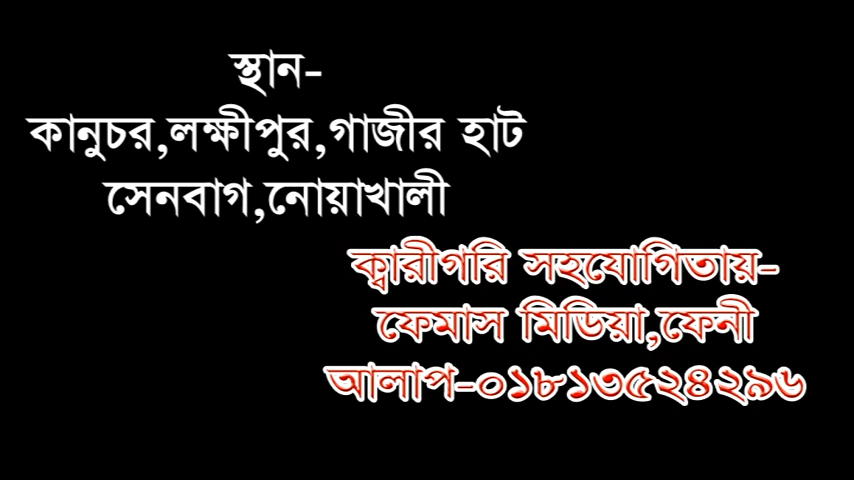 স্থান-
কানুচর,লক্ষীপুর,গাজীর হাট
সেনবাগ,নোয়াখালী
ক্বারীগরি সহযোগিতায়-
ফেমাস মিডিয়া,ফেনী
আলাপ-০১৮১৩৫২৪২৯৬